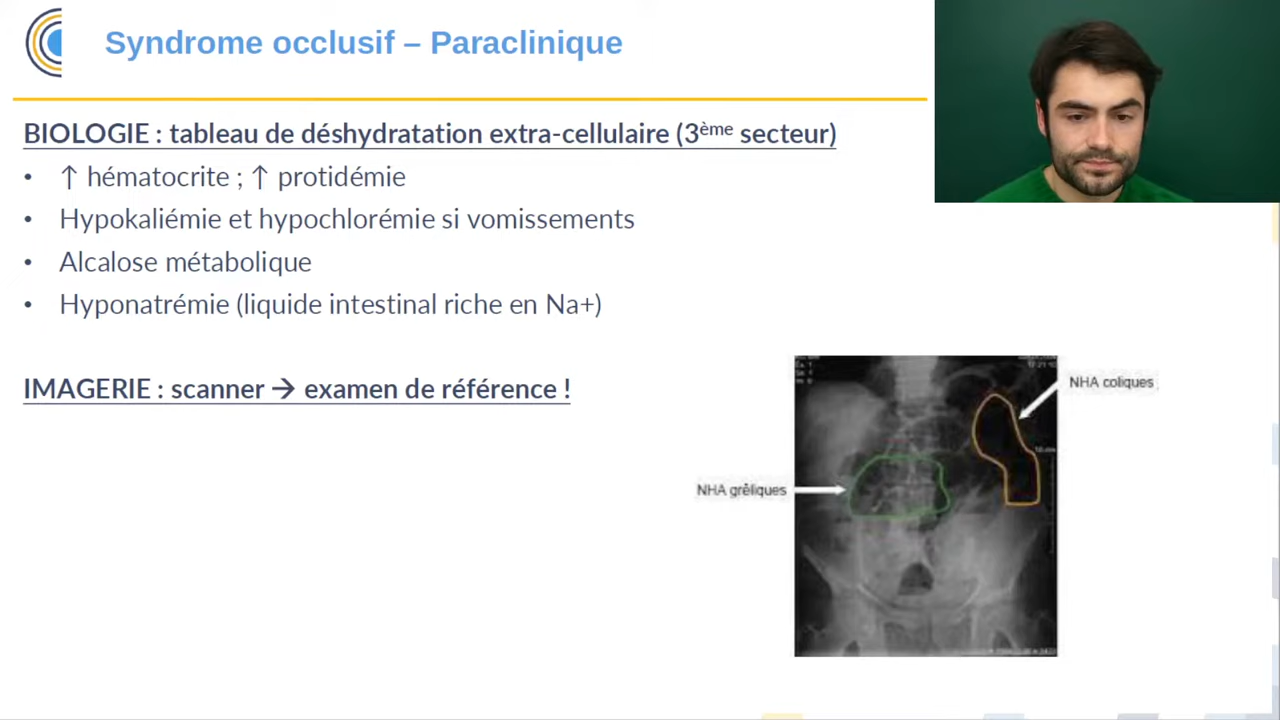 Syndrome occlusif – Paraclinique
BIOLOGIE : tableau de déshydratation extra-cellulaire (3ème secteur)
• ↑ hématocrite ; ↑ protidémie
• Hypokaliémie et hypochlorémie si vomissements
• Alcalose métabolique
• Hyponatrémie (liquide intestinal riche en Na+)
IMAGERIE : scanner → examen de référence !
NHA coliques
NHA grêliques